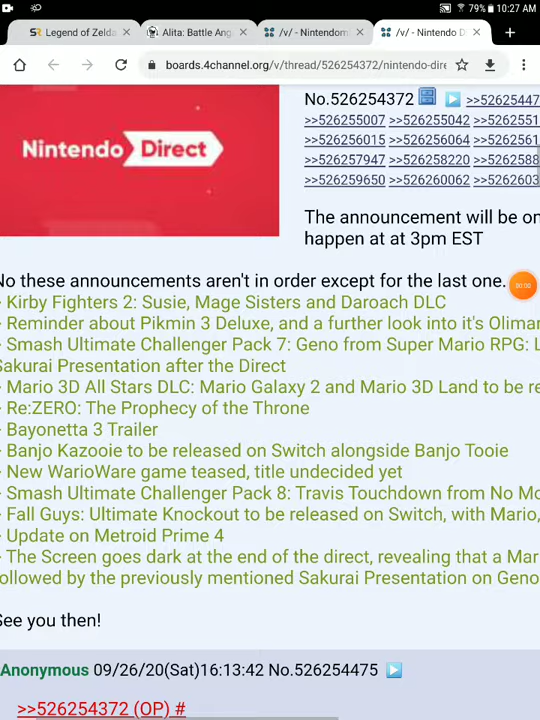 79% 10:27 AM
Legend of Zelda
Alita: Battle Ang
/v/ - Nintendom
/v/ - Nintendo D
boards.4channel.org/v/thread/526254372/nintendo-dire
Nintendo Direct
No.526254372 >>52625447
>>526255007 >>526255042 >>5262551
>>526256015 >>526256064 >>5262561
>>526257947 >>526258220 >>5262588
>>526259650 >>526260062 >>5262603
The announcement will be on
happen at at 3pm EST
No these announcements aren't in order except for the last one.
00:00
Kirby Fighters 2: Susie, Mage Sisters and Daroach DLC
Reminder about Pikmin 3 Deluxe, and a further look into it's Olimar
Smash Ultimate Challenger Pack 7: Geno from Super Mario RPG: L
Sakurai Presentation after the Direct
Mario 3D All Stars DLC: Mario Galaxy 2 and Mario 3D Land to be re
Re:ZERO: The Prophecy of the Throne
Bayonetta 3 Trailer
Banjo Kazooie to be released on Switch alongside Banjo Tooie
New WarioWare game teased, title undecided yet
Smash Ultimate Challenger Pack 8: Travis Touchdown from No Mo
Fall Guys: Ultimate Knockout to be released on Switch, with Mario,
Update on Metroid Prime 4
The Screen goes dark at the end of the direct, revealing that a Mar
ollowed by the previously mentioned Sakurai Presentation on Geno
See you then!
Anonymous 09/26/20(Sat)16:13:42 No.526254475
>>526254372 (OP) #